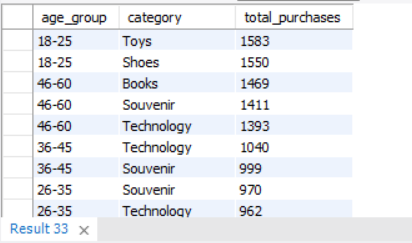 age_group category total_purchases
18-25 Toys 1583
18-25 Shoes 1550
46-60 Books 1469
46-60 Souvenir 1411
46-60 Technology 1393
36-45 Technology 1040
36-45 Souvenir 999
26-35 Souvenir 970
26-35 Technology 962
Result 33